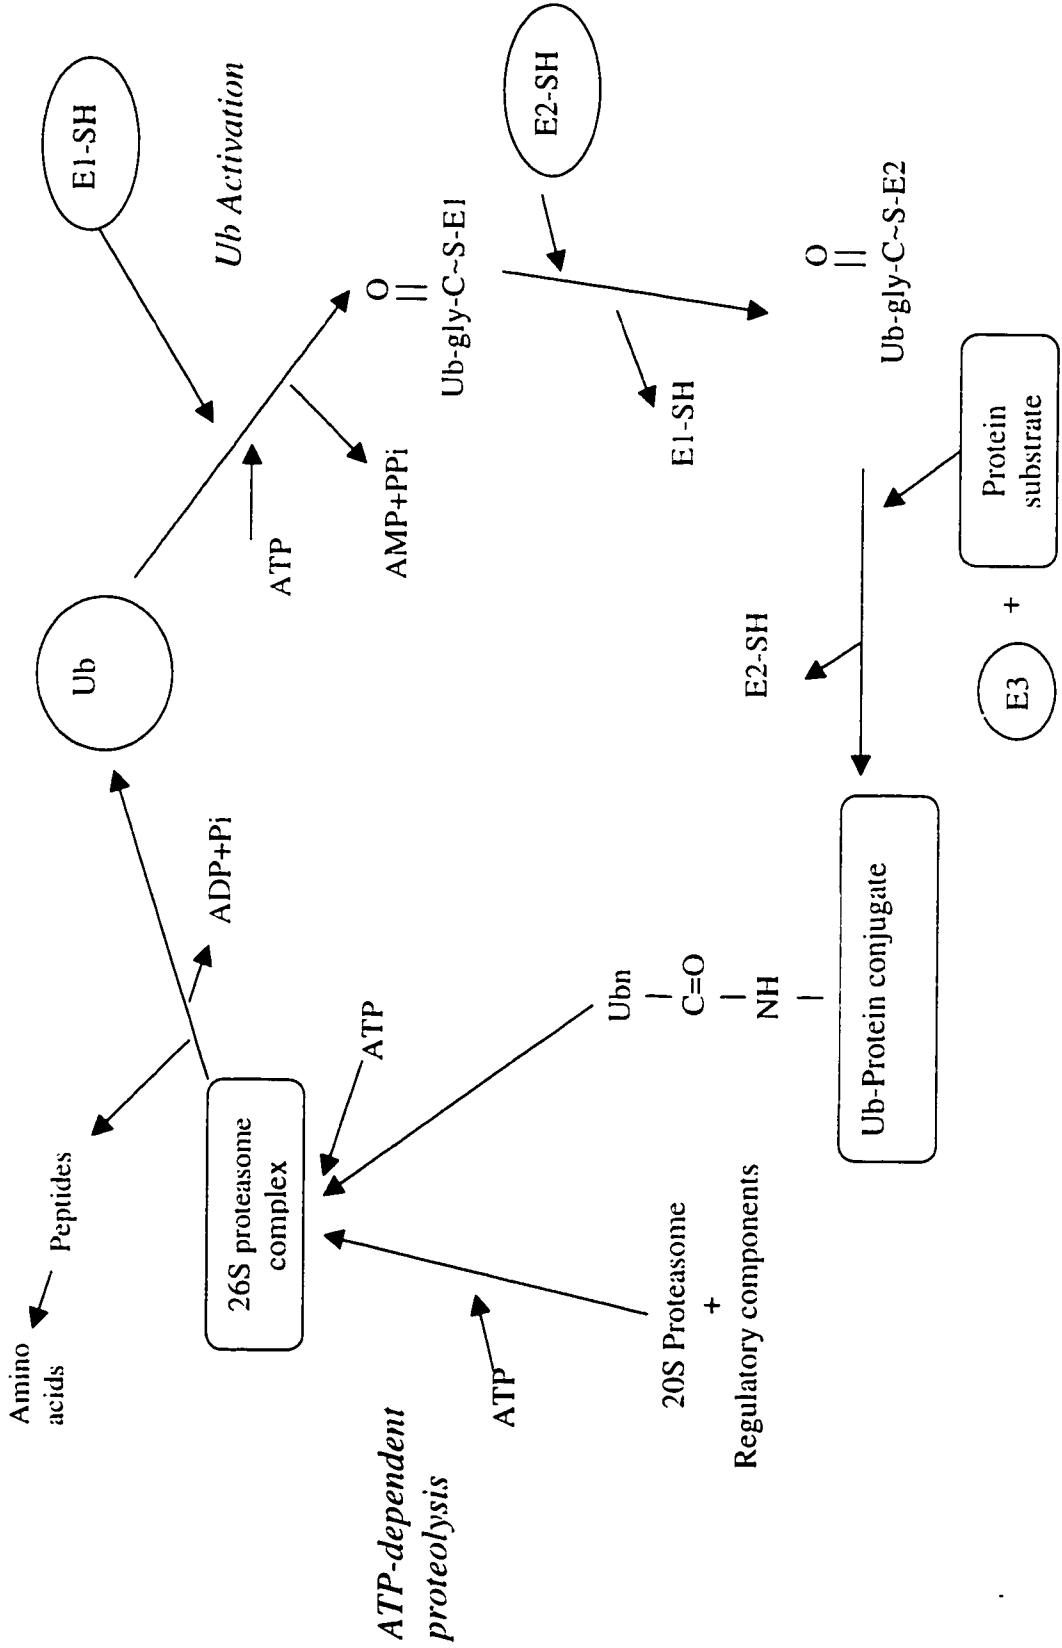 Amino
acids
Peptides
Ub
E1-SH
ADP+Pi
Ub Activation
ATP
AMP+PPi
26S proteasome
complex
ATP
O
||
Ub-gly-C~S-E1
ATP-dependent
proteolysis
ATP
E2-SH
E1-SH
Ubn
|
C=O
|
NH
|
20S Proteasome
+
Regulatory components
E2-SH
O
||
Ub-gly-C~S-E2
Ub-Protein conjugate
E3
+
Protein
substrate